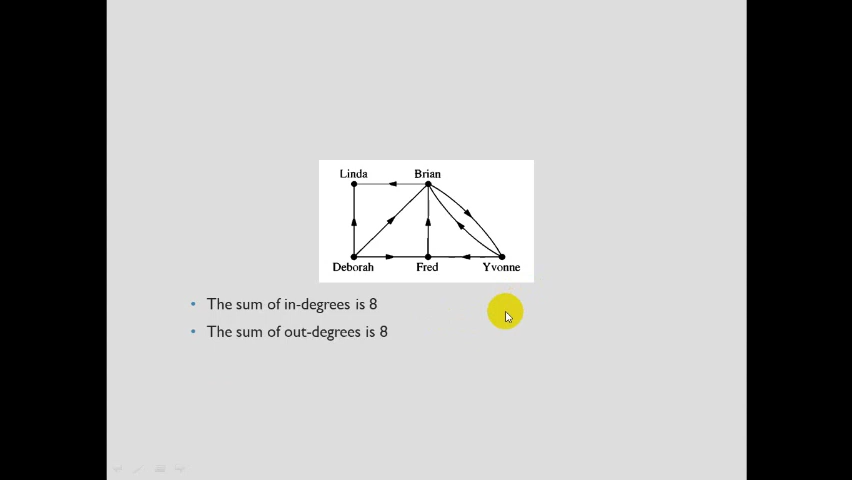 Linda Brian
Deborah Fred Yvonne
• The sum of in-degrees is 8
• The sum of out-degrees is 8